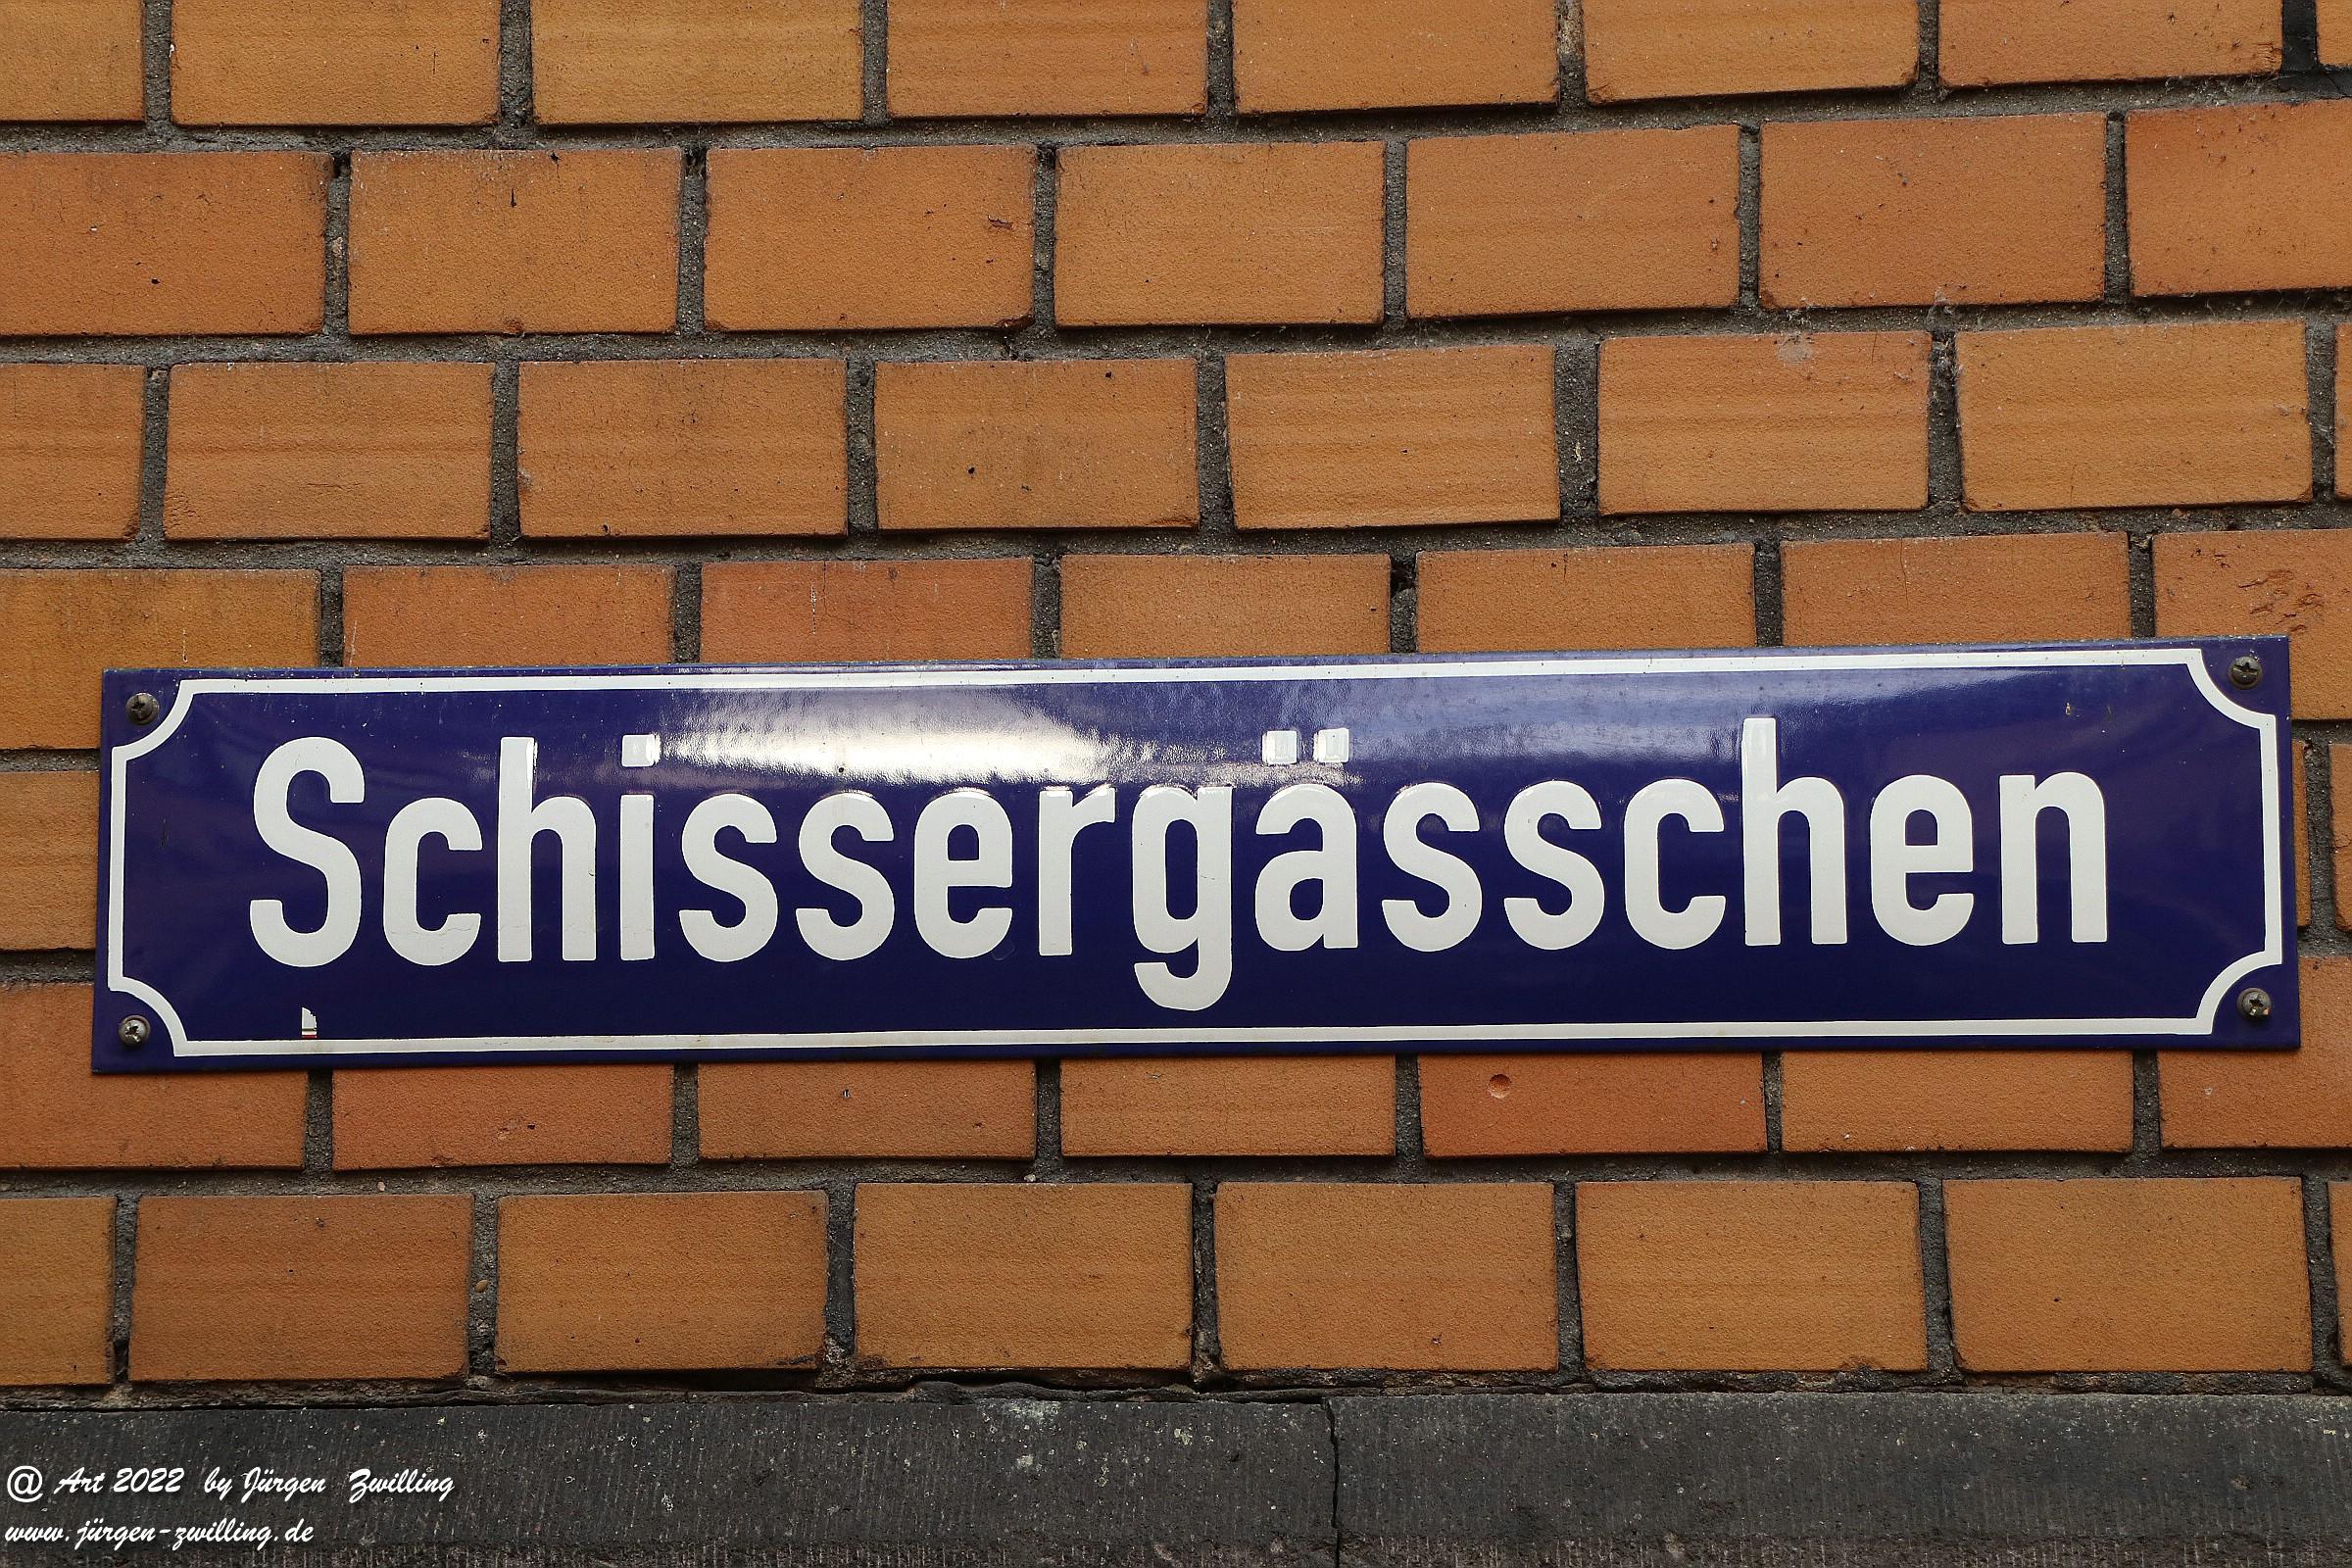 Schissergässchen
@ Art 2022 by Jürgen Zwilling
www.jürgen-zwilling.de